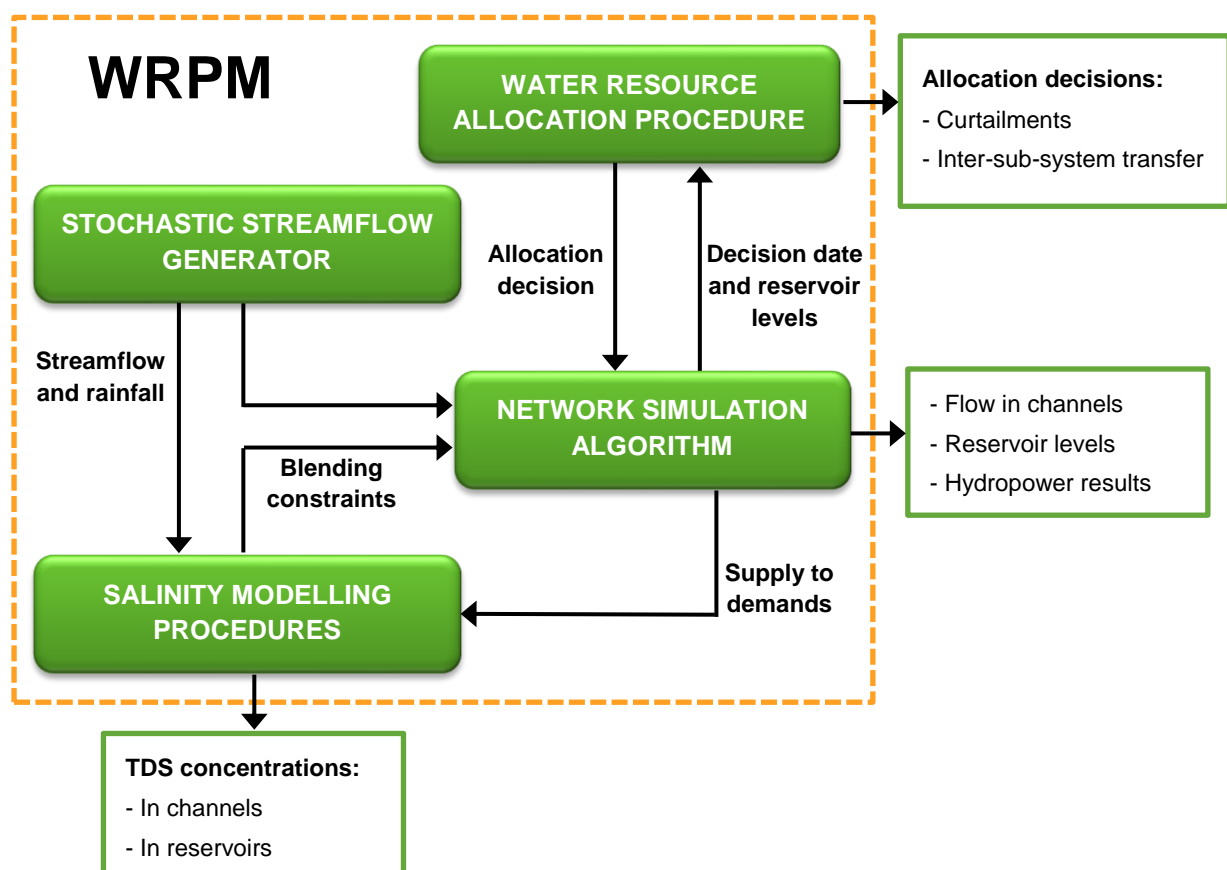 WRPM
WATER RESOURCE
ALLOCATION PROCEDURE
Allocation decisions:
- Curtailments
- Inter-sub-system transfer
STOCHASTIC STREAMFLOW
GENERATOR
Allocation
decision
Decision date
and reservoir
levels
Streamflow
and rainfall
NETWORK SIMULATION
ALGORITHM
- Flow in channels
- Reservoir levels
- Hydropower results
Blending
constraints
SALINITY MODELLING
PROCEDURES
Supply to
demands
TDS concentrations:
- In channels
- In reservoirs